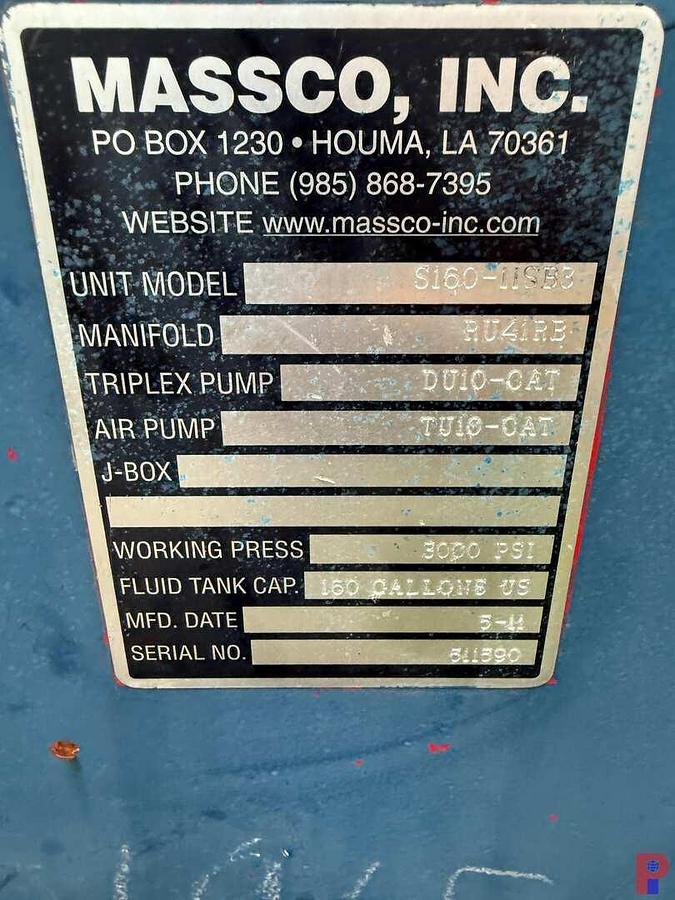 MASSCO, INC.
PO BOX 1230 • HOUMA, LA 70361
PHONE (985) 868-7395
WEBSITE www.massco-inc.com
UNIT MODEL S160-11SB3
MANIFOLD RU41RB
TRIPLEX PUMP DU10-CAT
AIR PUMP TU10-CAT
J-BOX
WORKING PRESS 3000 PSI
FLUID TANK CAP. 160 GALLONS US
MFD. DATE 5-11
SERIAL NO. 511590